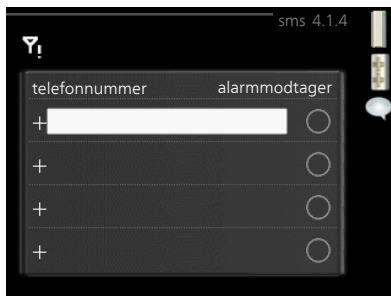 sms 4.1.4
telefonnummer alarmmodtager
+
+
+
+